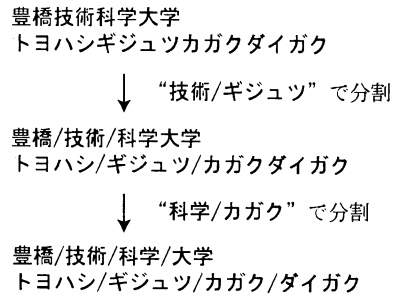 豊橋技術科学大学
トヨハシギジュツカガクダイガク
“技術/ギジュツ”で分割
豊橋/技術/科学大学
トヨハシ/ギジュツ/カガクダイガク
“科学/カガク”で分割
豊橋/技術/科学/大学
トヨハシ/ギジュツ/カガク/ダイガク